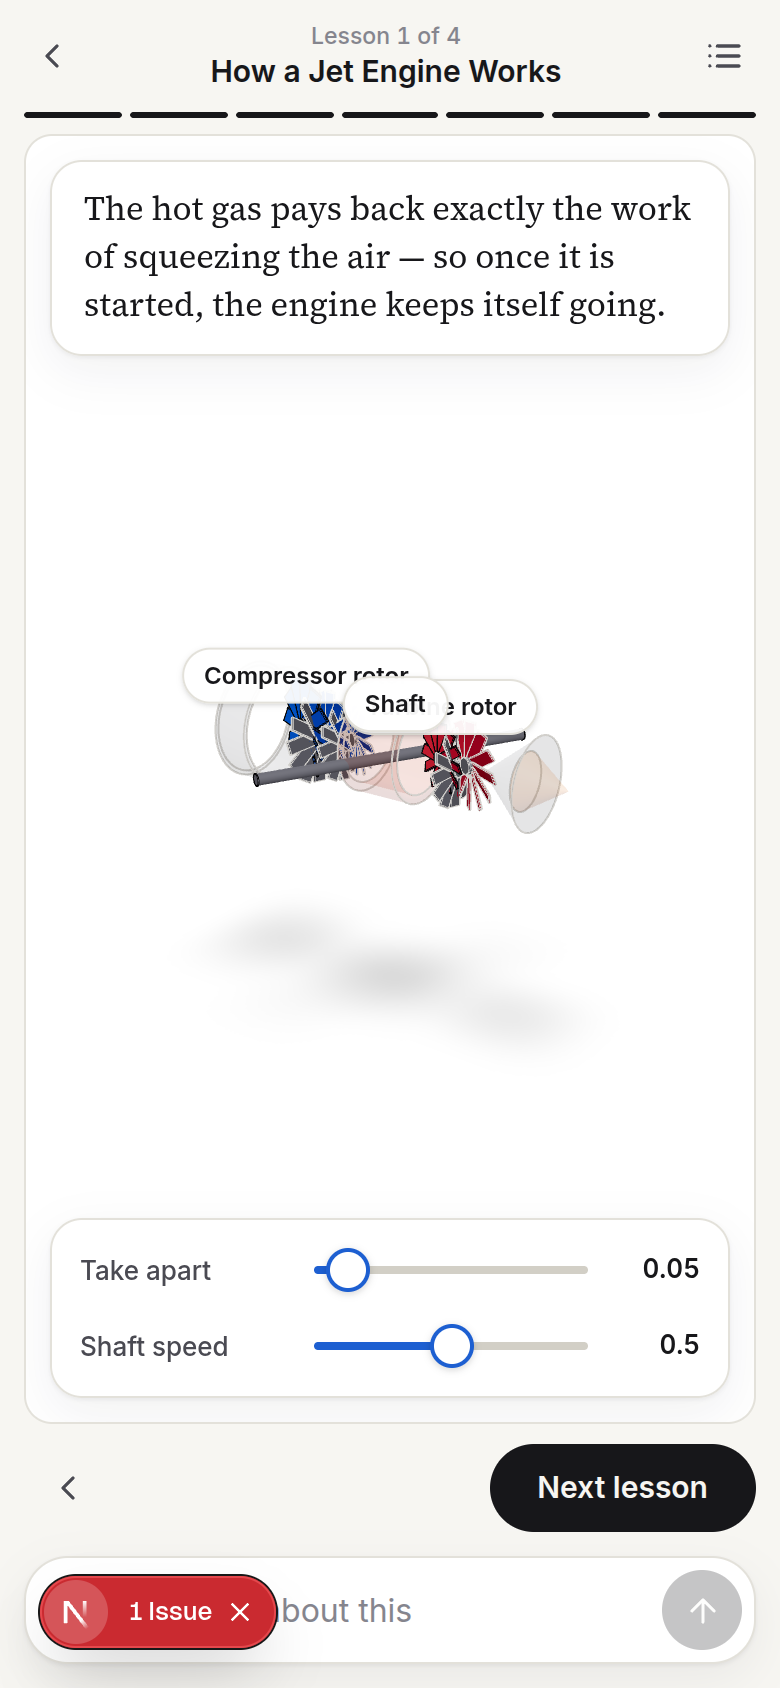 Lesson 1 of 4
How a Jet Engine Works
The hot gas pays back exactly the work
of squeezing the air — so once it is
started, the engine keeps itself going.
Compressor rotor
Shaft
rotor
Take apart
0.05
Shaft speed
0.5
Next lesson
N
1 Issue
bout this